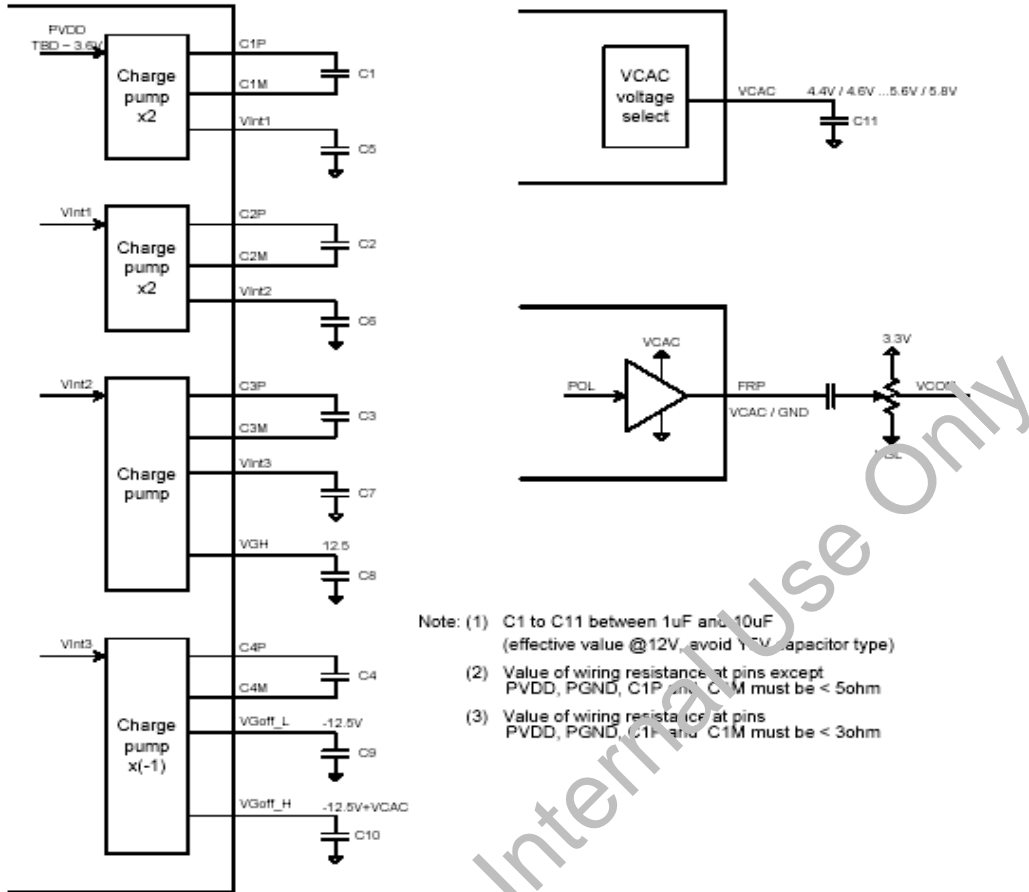 PVDD
TBD – 3.6V
Charge
pump
x2
C1P
C1
C1M
VInt1
C5
VInt1
Charge
pump
x2
C2P
C2
C2M
VInt2
C6
VInt2
Charge
pump
C3P
C3
C3M
VInt3
C7
VGH
12.5
C8
VInt3
Charge
pump
x(-1)
C4P
C4
C4M
VGoff_L
-12.5V
C9
VGoff_H
-12.5V+VCAC
C10
VCAC
voltage
select
VCAC
4.4V / 4.6V ...5.6V / 5.8V
C11
POL
VCAC
FRP
VCAC / GND
3.3V
Note: (1) C1 to C11 between 1uF and 10uF
(effective value @12V, avoid Y5V capacitor type)
(2) Value of wiring resistance at pins except
PVDD, PGND, C1P and C1M must be < 5ohm
(3) Value of wiring resistance at pins
PVDD, PGND, C1P and C1M must be < 3ohm
Internal Use Only